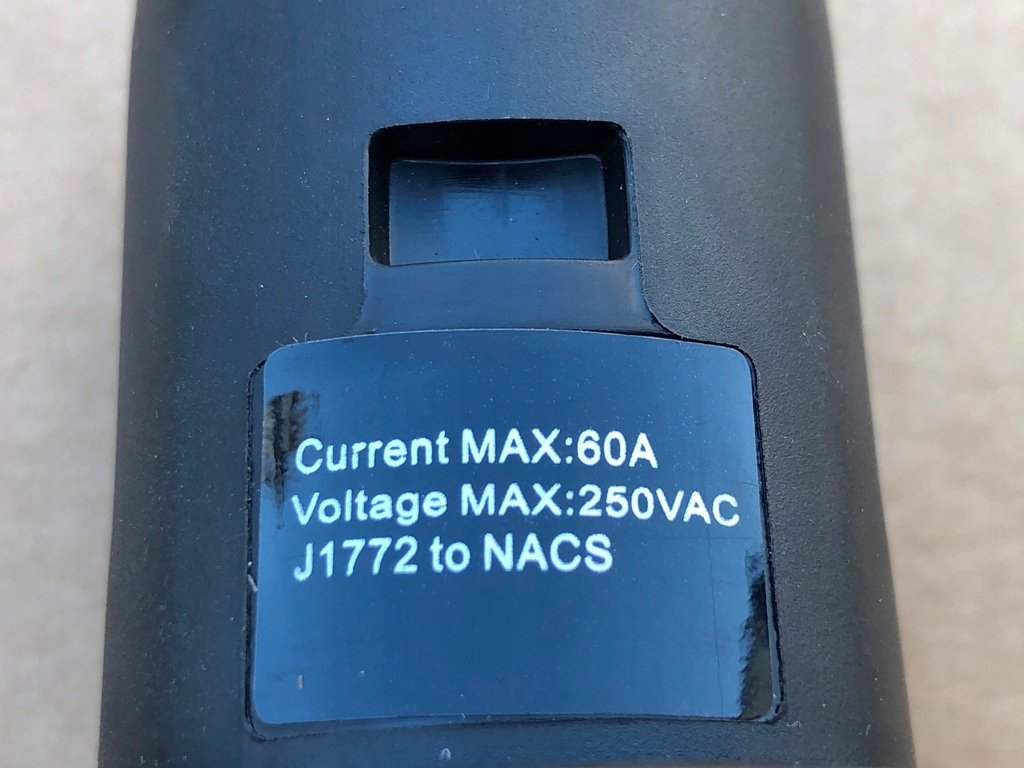 Current MAX:60A
Voltage MAX:250VAC
J1772 to NACS